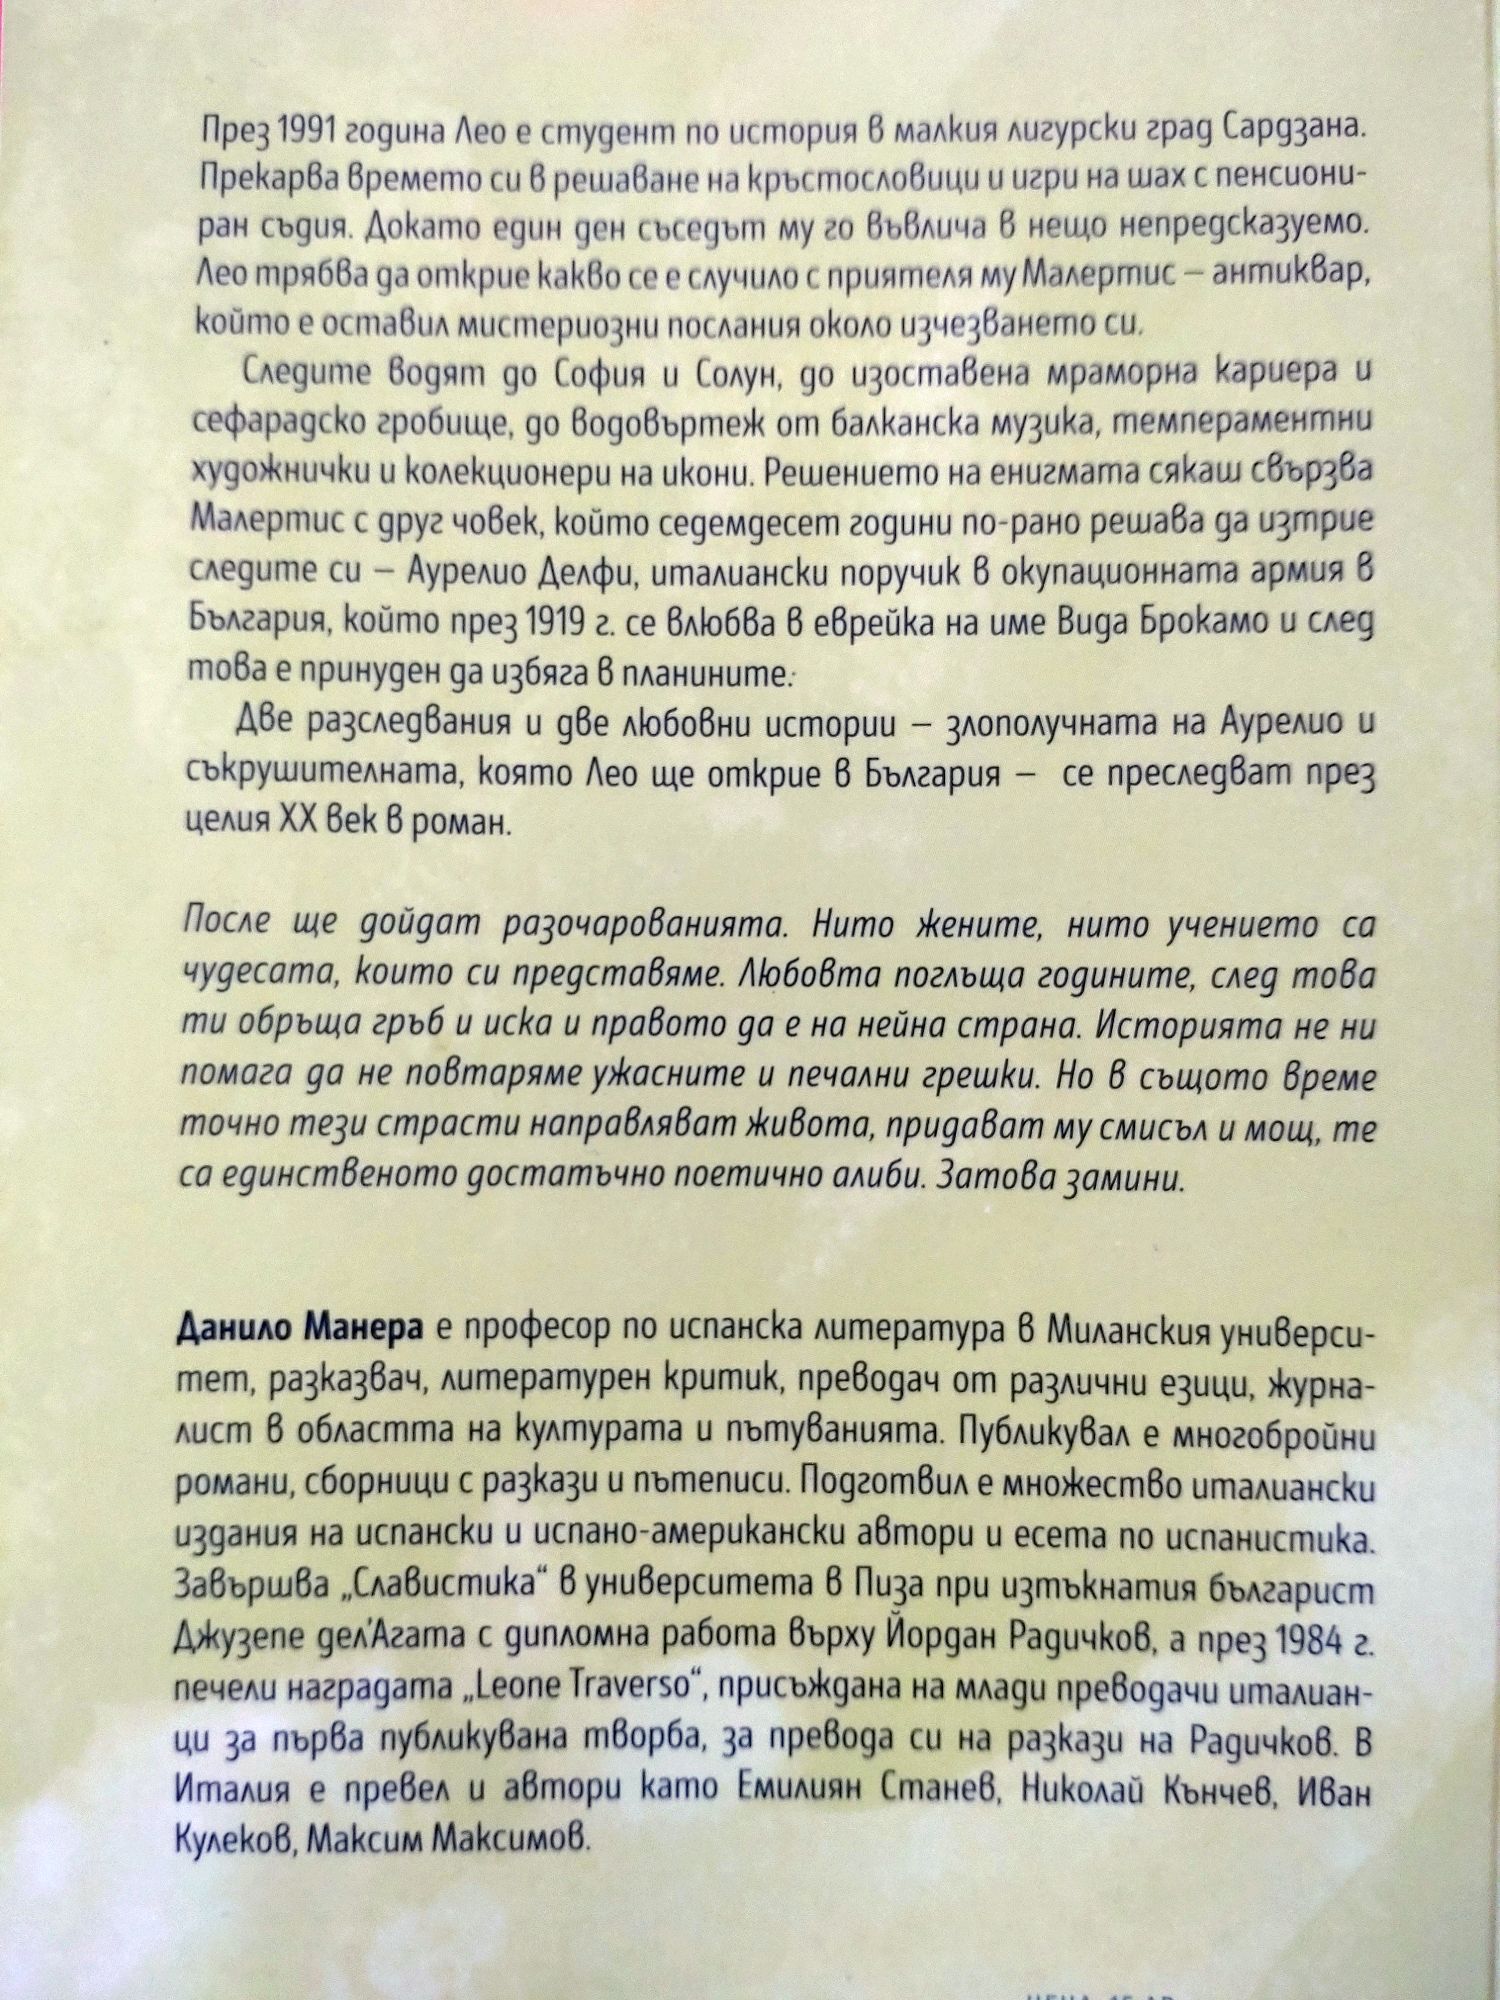 През 1991 година Лео е студент по история в малкия лигурски град Сардзана.
Прекарва времето си в решаване на кръстословици и игри на шах с пенсиони-
ран съдия. Докато един ден съседът му го въвлича в нещо непредсказуемо.
Лео трябва да открие какво се е случило с приятеля му Малертис – антиквар,
който е оставил мистериозни послания около изчезването си.
Следите водят до София и Солун, до изоставена мраморна кариера и
сефарадско гробище, до водовъртеж от балканска музика, темпераментни
художнички и колекционери на икони. Решението на енигмата сякаш свързва
Малертис с друг човек, който седемдесет години по-рано решава да изтрие
следите си – Аурелио Делфи, италиански поручик в окупационната армия в
България, който през 1919 г. се влюбва в еврейка на име Вида Брокамо и след
това е принуден да избяга в планините.
Две разследвания и две любовни истории – злополучната на Аурелио и
съкрушителната, която Лео ще открие в България – се преследват през
целия XX век в роман.
После ще дойдат разочарованията. Нито жените, нито учението са
чудесата, които си представяме. Любовта поглъща годините, след това
ти обръща гръб и иска и правото да е на нейна страна. Историята не ни
помага да не повтаряме ужасните и печални грешки. Но в същото време
точно тези страсти направляват живота, придават му смисъл и мощ, те
са единственото достатъчно поетично алиби. Затова замини.
Данило Манера е професор по испанска литература в Миланския универси-
тет, разказвач, литературен критик, преводач от различни езици, журна-
лист в областта на културата и пътуванията. Публикувал е многобройни
романи, сборници с разкази и пътеписи. Подготвил е множество италиански
издания на испански и испано-американски автори и есета по испанистика.
Завършва „Славистика“ в университета в Пиза при изтъкнатия българист
Джузепе дел’Агата с дипломна работа върху Йордан Радичков, а през 1984 г.
печели наградата „Leone Traverso“, присъждана на млади преводачи италиан-
ци за първа публикувана творба, за превода си на разкази на Радичков. В
Италия е превел и автори като Емилиян Станев, Николай Кънчев, Иван
Кулеков, Максим Максимов.